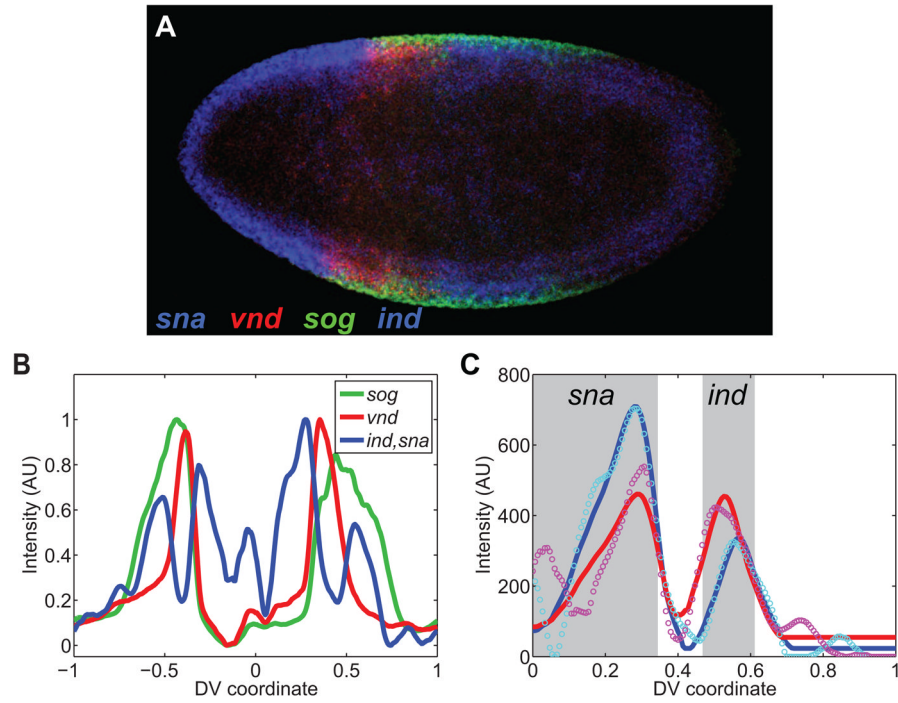 A
sna vnd sog ind
B
sog
vnd
ind,sna
1
0.8
0.6
0.4
0.2
0
Intensity (AU)
−1
−0.5
0
0.5
1
DV coordinate
C
sna
ind
800
600
400
200
0
Intensity (AU)
0
0.2
0.4
0.6
0.8
1
DV coordinate